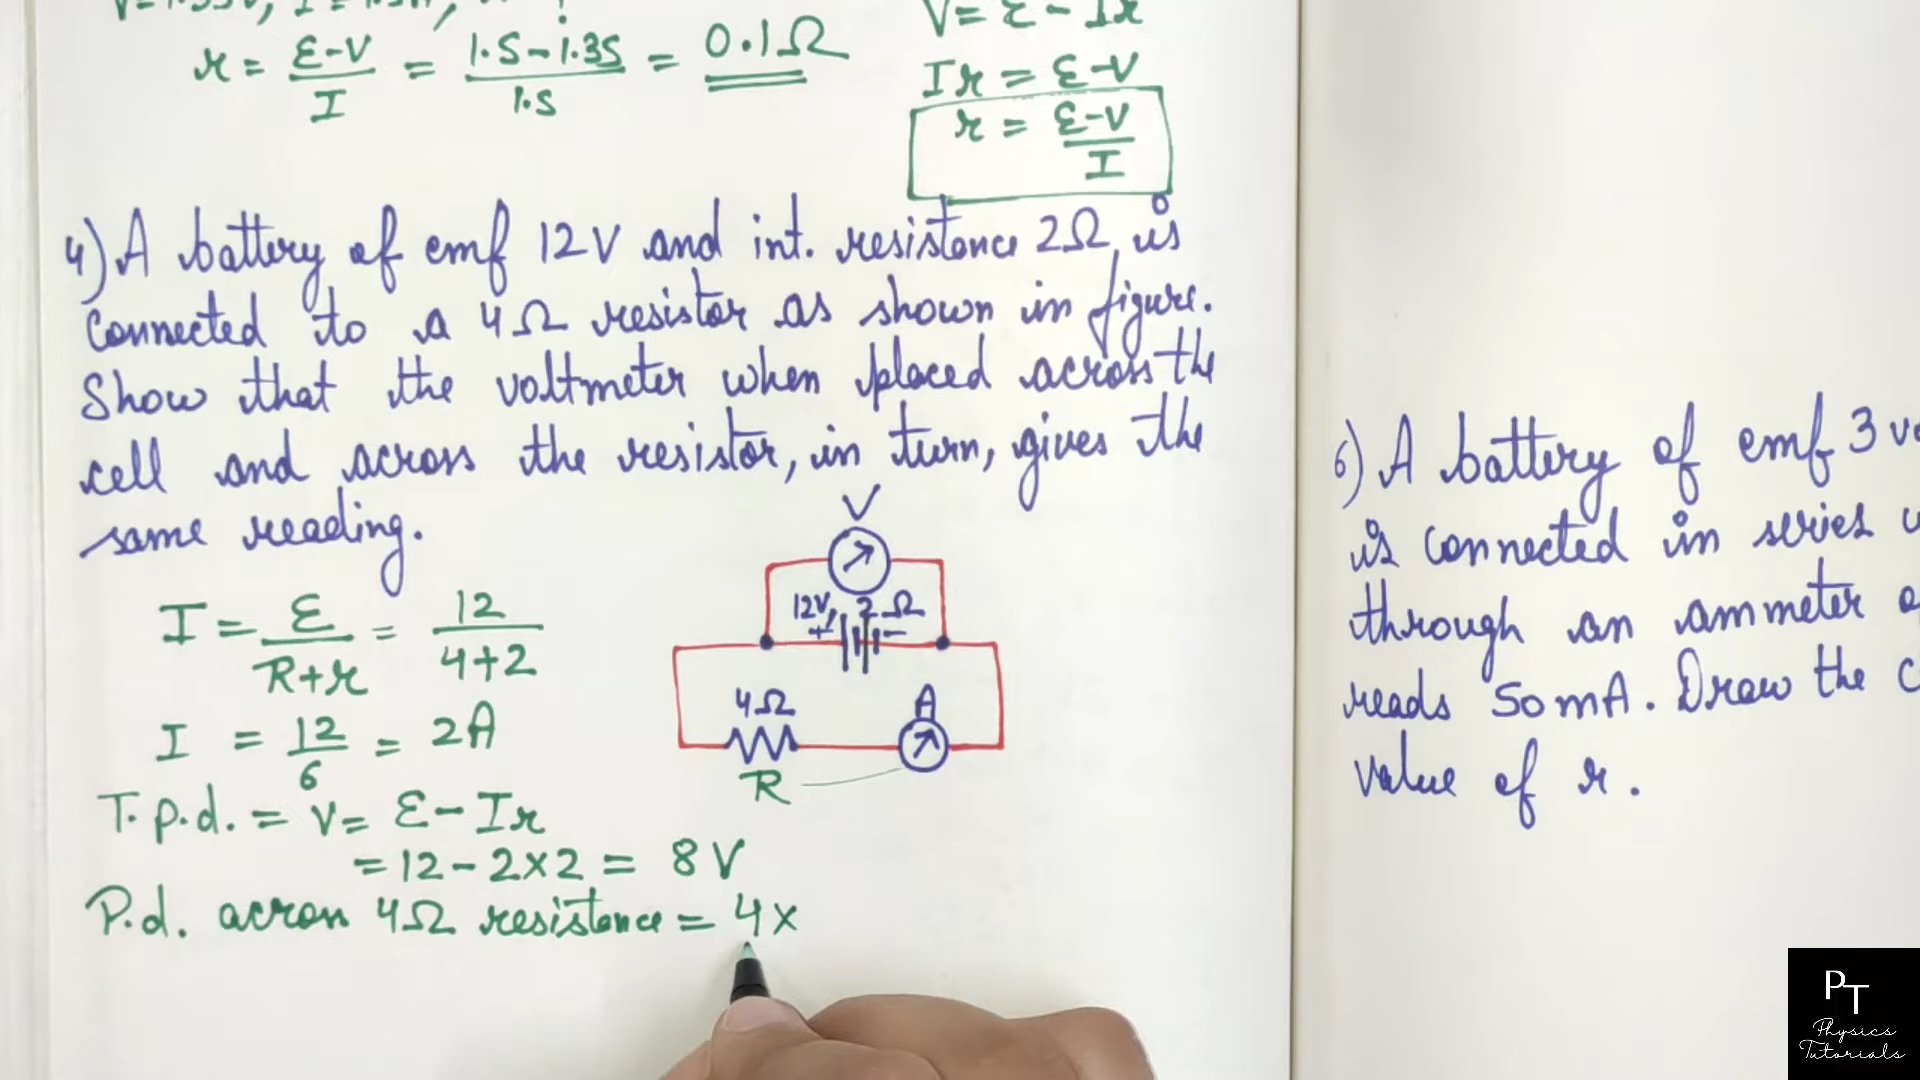 V = ε - Ir
r = ε-V / I = 1.5-1.35 / 1.5 = 0.1Ω
Ir = ε-V
r = ε-V / I
4) A battery of emf 12V and int. resistance 2Ω is
connected to a 4Ω resistor as shown in figure.
Show that the voltmeter when placed across the
cell and across the resistor, in turn, gives the
same reading.
I = ε / R+r = 12 / 4+2
I = 12 / 6 = 2A
T.p.d. = V = ε - Ir
= 12 - 2×2 = 8V
P.d. across 4Ω resistance = 4×
V
12V, 2Ω
+ -
4Ω A
R
6) A battery of emf 3
is connected in series
through an ammeter
reads 50mA. Draw the
value of r.
PT
Physics
Tutorials